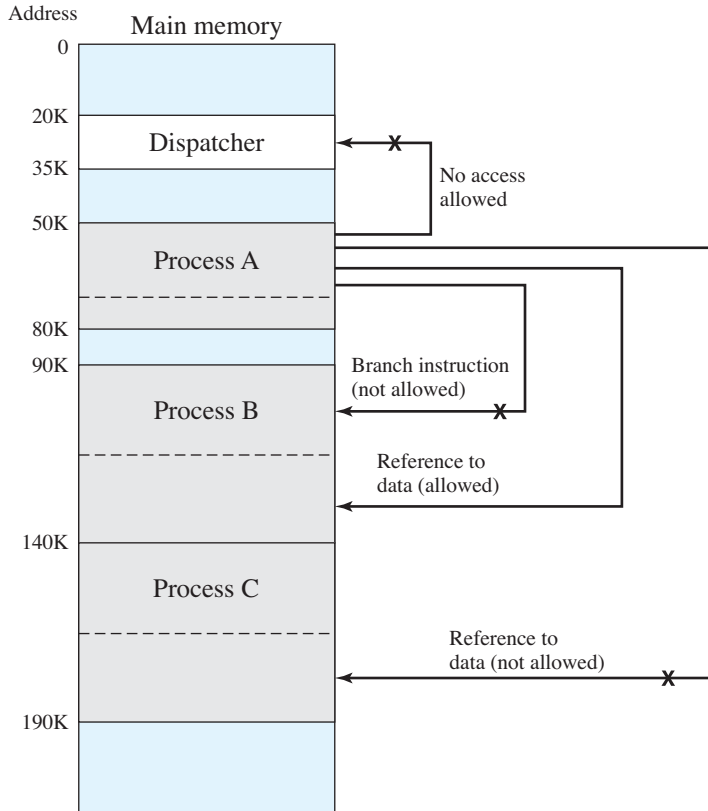 Address
Main memory
0
20K
Dispatcher
35K
No access
allowed
50K
Process A
80K
90K
Branch instruction
(not allowed)
Process B
Reference to
data (allowed)
140K
Process C
Reference to
data (not allowed)
190K